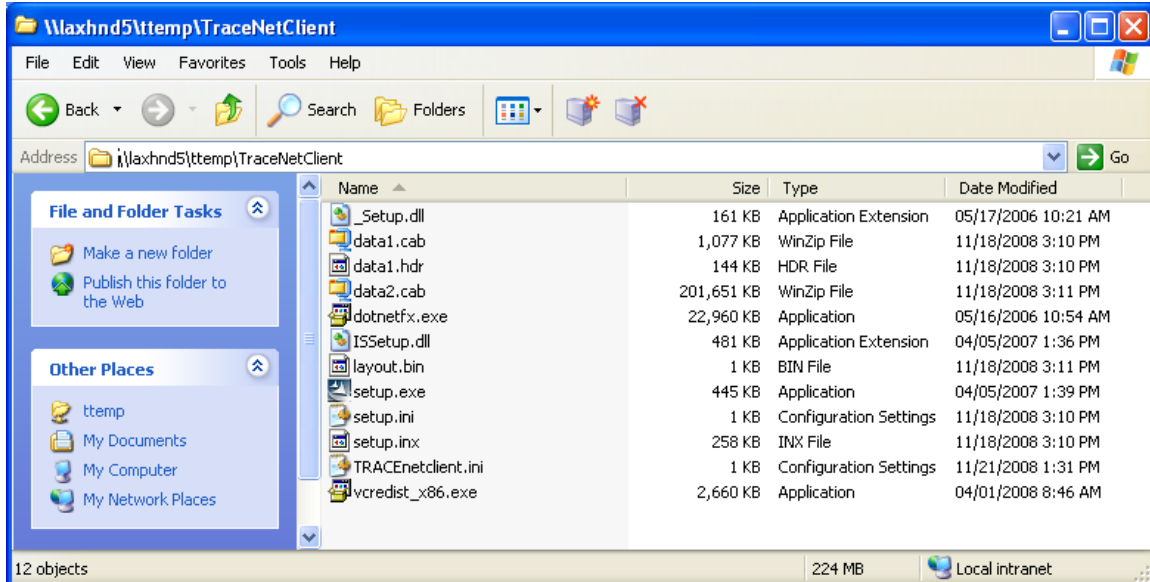 \\laxhnd5\ttemp\TraceNetClient
File Edit View Favorites Tools Help
Back Search Folders
Address \\laxhnd5\ttemp\TraceNetClient Go
File and Folder Tasks
Make a new folder
Publish this folder to
the Web
Other Places
ttemp
My Documents
My Computer
My Network Places
Name Size Type Date Modified
_Setup.dll 161 KB Application Extension 05/17/2006 10:21 AM
data1.cab 1,077 KB WinZip File 11/18/2008 3:10 PM
data1.hdr 144 KB HDR File 11/18/2008 3:10 PM
data2.cab 201,651 KB WinZip File 11/18/2008 3:11 PM
dotnetfx.exe 22,960 KB Application 05/16/2006 10:54 AM
ISSetup.dll 481 KB Application Extension 04/05/2007 1:36 PM
layout.bin 1 KB BIN File 11/18/2008 3:11 PM
setup.exe 445 KB Application 04/05/2007 1:39 PM
setup.ini 1 KB Configuration Settings 11/18/2008 3:10 PM
setup.inx 258 KB INX File 11/18/2008 3:10 PM
TRACEnetclient.ini 1 KB Configuration Settings 11/21/2008 1:31 PM
vcredist_x86.exe 2,660 KB Application 04/01/2008 8:46 AM
12 objects 224 MB Local intranet